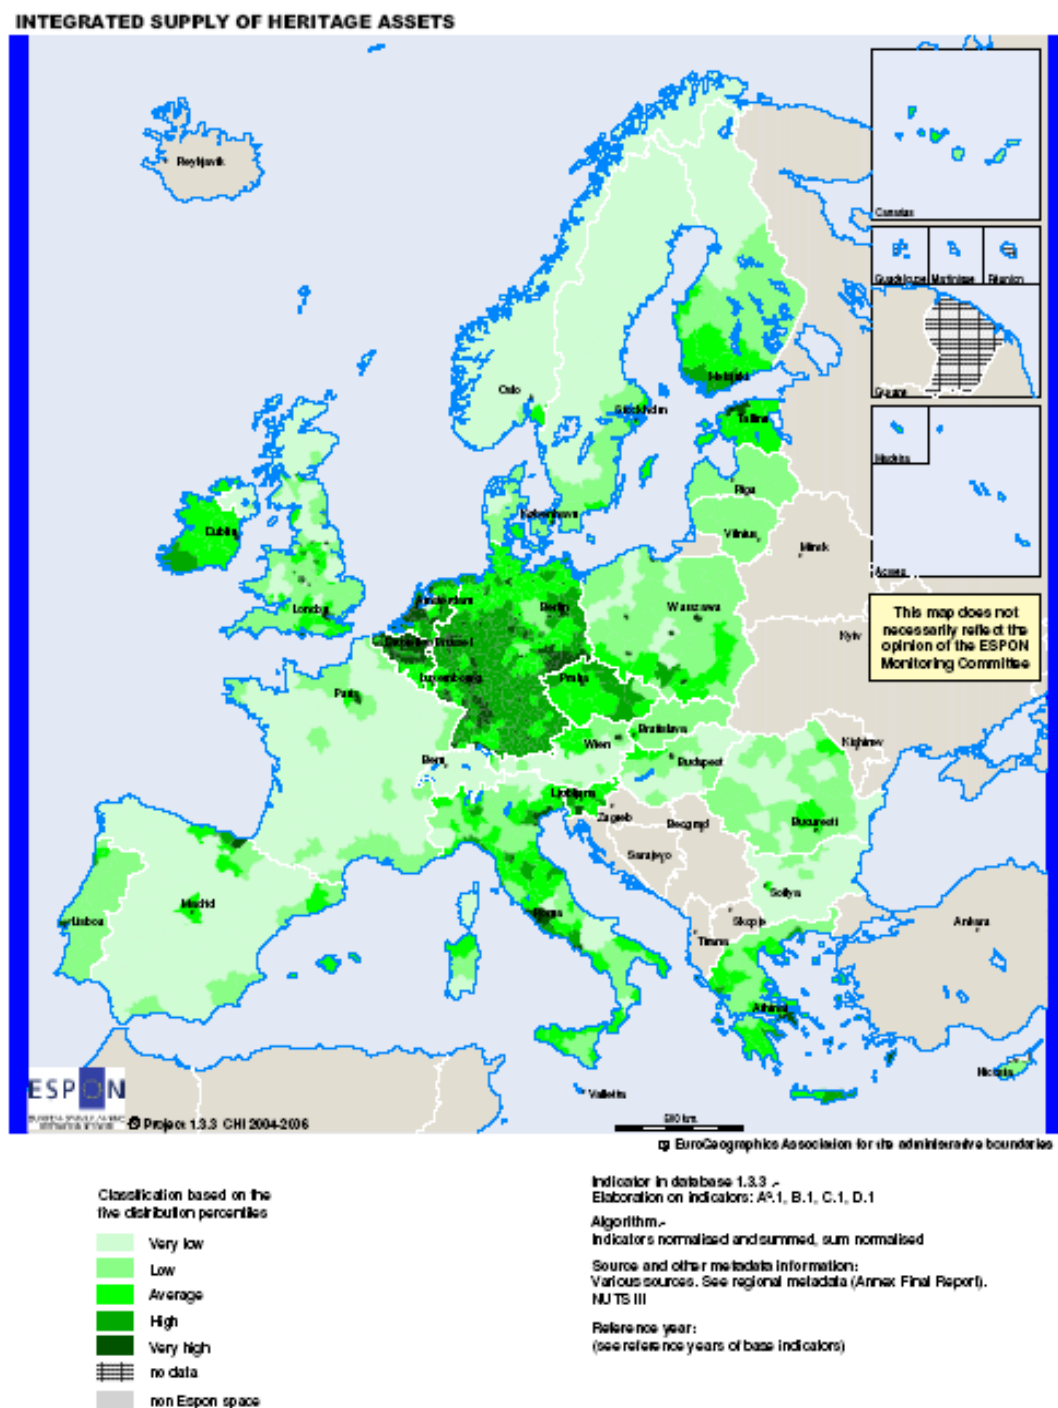 INTEGRATED SUPPLY OF HERITAGE ASSETS
Reykjavik
Canarias
Guadeloupe Martinique Réunion
Guyane
Madeira
Acores
Oslo
Stockholm
Helsinki
Tallinn
Riga
København
Vilnius
Minsk
Dublin
London
Amsterdam
Berlin
Warszawa
Kyiv
This map does not
necessarily reflect the
opinion of the ESPON
Monitoring Committee
Luxembourg
Praha
Paris
Wien
Bratislava
Bern
Budapest
Kishinev
Ljubljana
Zagreb
Beograd
Bucuresti
Sarajevo
Sofiya
Madrid
Lisboa
Roma
Skopje
Tirana
Ankara
Athinai
Nicosia
Valletta
ESPON
© Project 1.3.3 CHI 2004-2006
500 km
© EuroGeographics Association for the administrative boundaries
Classification based on the
five distribution percentiles
Very low
Low
Average
High
Very high
no data
non Espon space
Indicator in database 1.3.3 .-
Elaboration on indicators: Aº.1, B.1, C.1, D.1
Algorithm.-
Indicators normalised and summed, sum normalised
Source and other metadata information:
Various sources. See regional metadata (Annex Final Report).
NUTS III
Reference year:
(see reference years of base indicators)